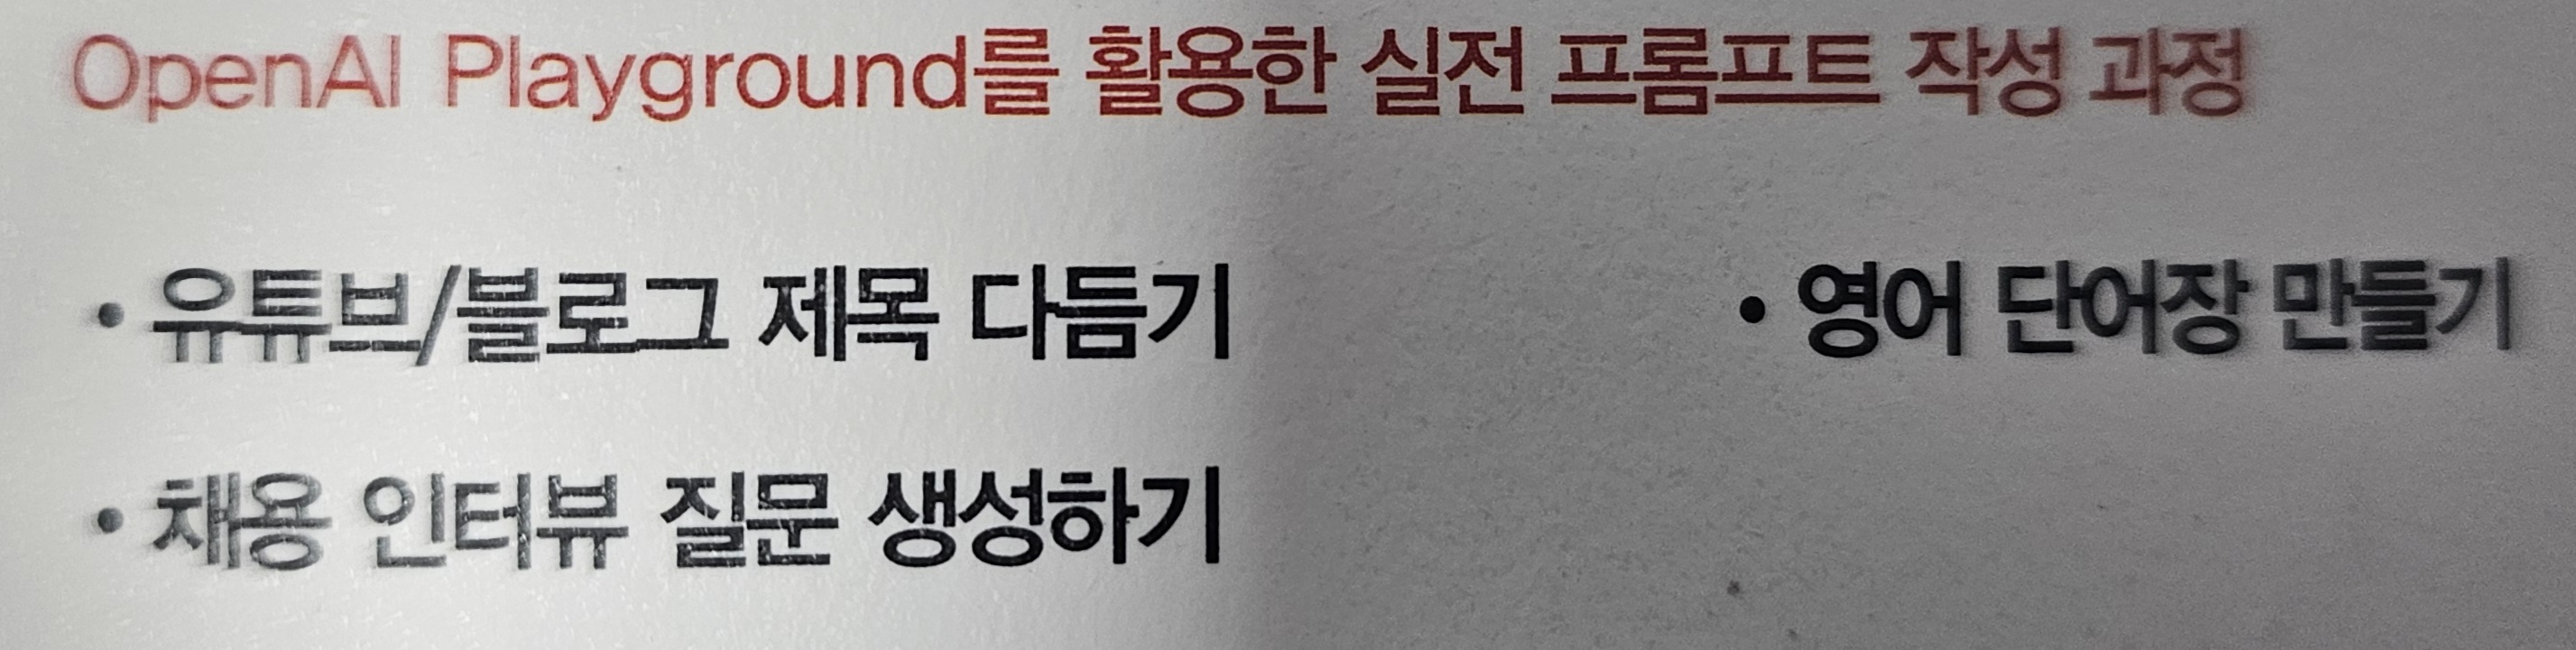 OpenAI Playground를 활용한 실전 프롬프트 작성 과정
• 유튜브/블로그 제목 다듬기 • 영어 단어장 만들기
• 채용 인터뷰 질문 생성하기